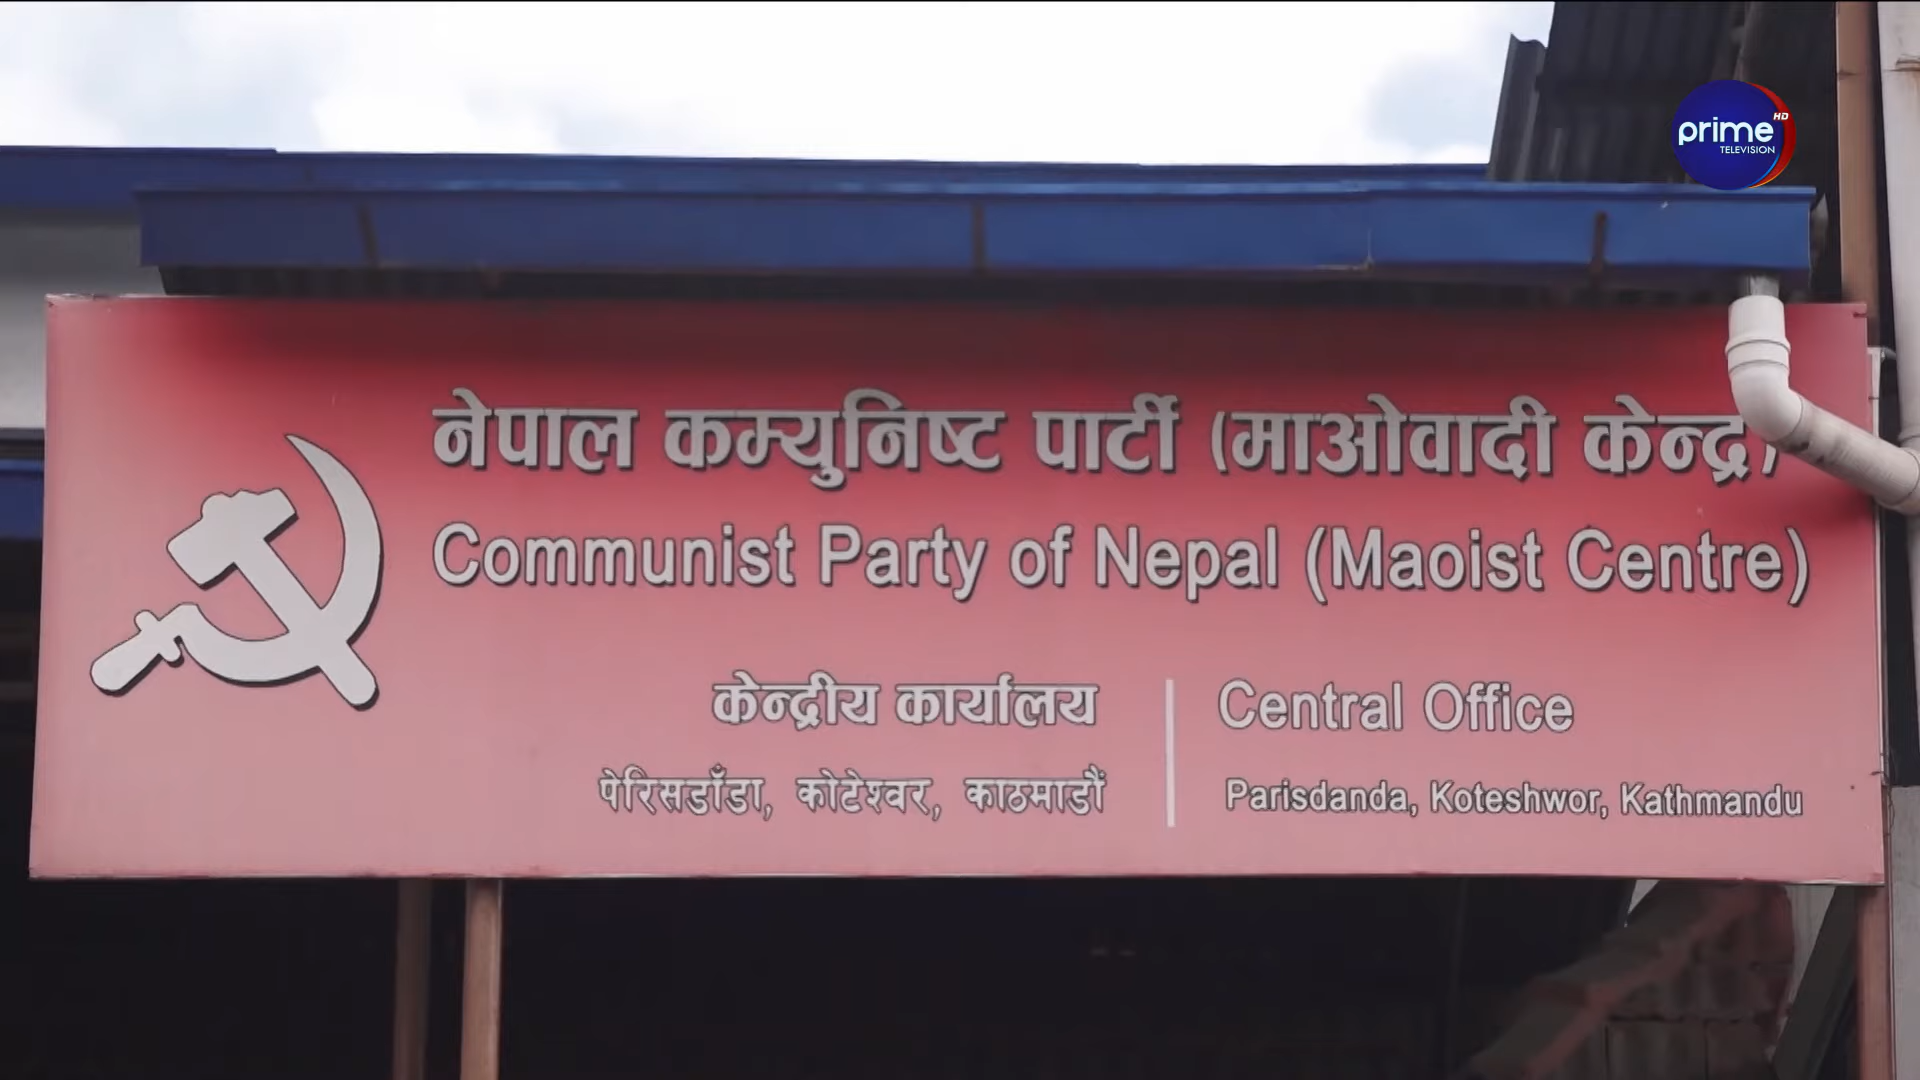 prime HD
TELEVISION
नेपाल कम्युनिष्ट पार्टी (माओवादी केन्द्र)
Communist Party of Nepal (Maoist Centre)
केन्द्रीय कार्यालय
पेरिसडाँडा, कोटेश्वर, काठमाडौं
Central Office
Parisdanda, Koteshwor, Kathmandu